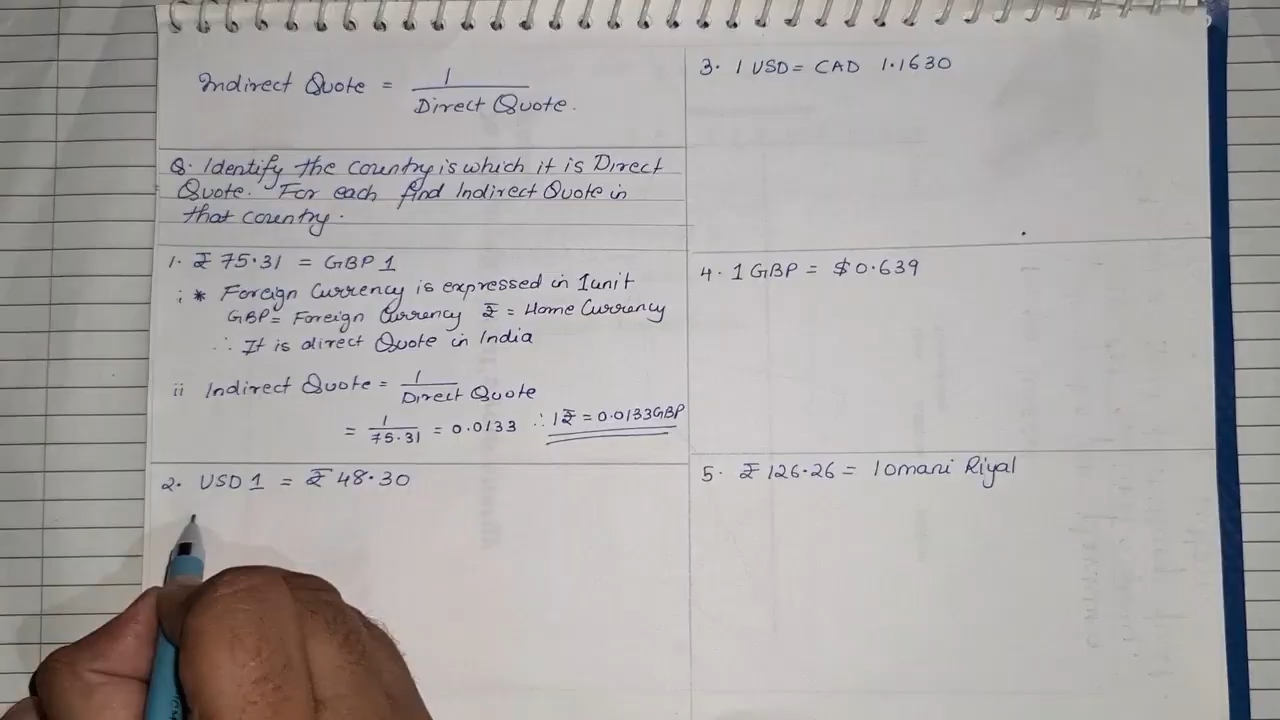 Indirect Quote = 1 / Direct Quote.
Q. Identify the country is which it is Direct
Quote. For each find Indirect Quote in
that country.
1. ₹ 75.31 = GBP 1
i * Foreign Currency is expressed in 1unit
GBP = Foreign Currency ₹ = Home Currency
∴ It is direct Quote in India
ii Indirect Quote = 1 / Direct Quote
= 1 / 75.31 = 0.0133 ∴ 1₹ = 0.0133GBP
2. USD 1 = ₹ 48.30
3. 1 USD = CAD 1.1630
4. 1 GBP = $ 0.639
5. ₹ 126.26 = 1 omani Riyal